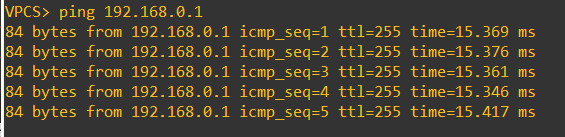 VPCS> ping 192.168.0.1
84 bytes from 192.168.0.1 icmp_seq=1 ttl=255 time=15.369 ms
84 bytes from 192.168.0.1 icmp_seq=2 ttl=255 time=15.376 ms
84 bytes from 192.168.0.1 icmp_seq=3 ttl=255 time=15.361 ms
84 bytes from 192.168.0.1 icmp_seq=4 ttl=255 time=15.346 ms
84 bytes from 192.168.0.1 icmp_seq=5 ttl=255 time=15.417 ms